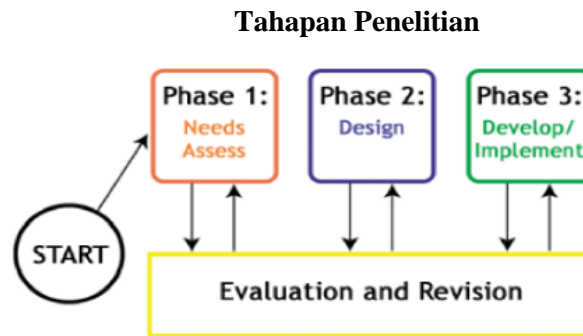 Tahapan Penelitian
Phase 1:
Needs
Assess
Phase 2:
Design
Phase 3:
Develop/
Implement
START
Evaluation and Revision